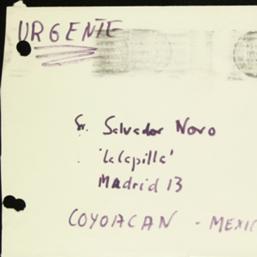 URGENTE
Sr. Salvador Novo
'La Capilla'
Madrid 13
COYOACAN - MEXIC